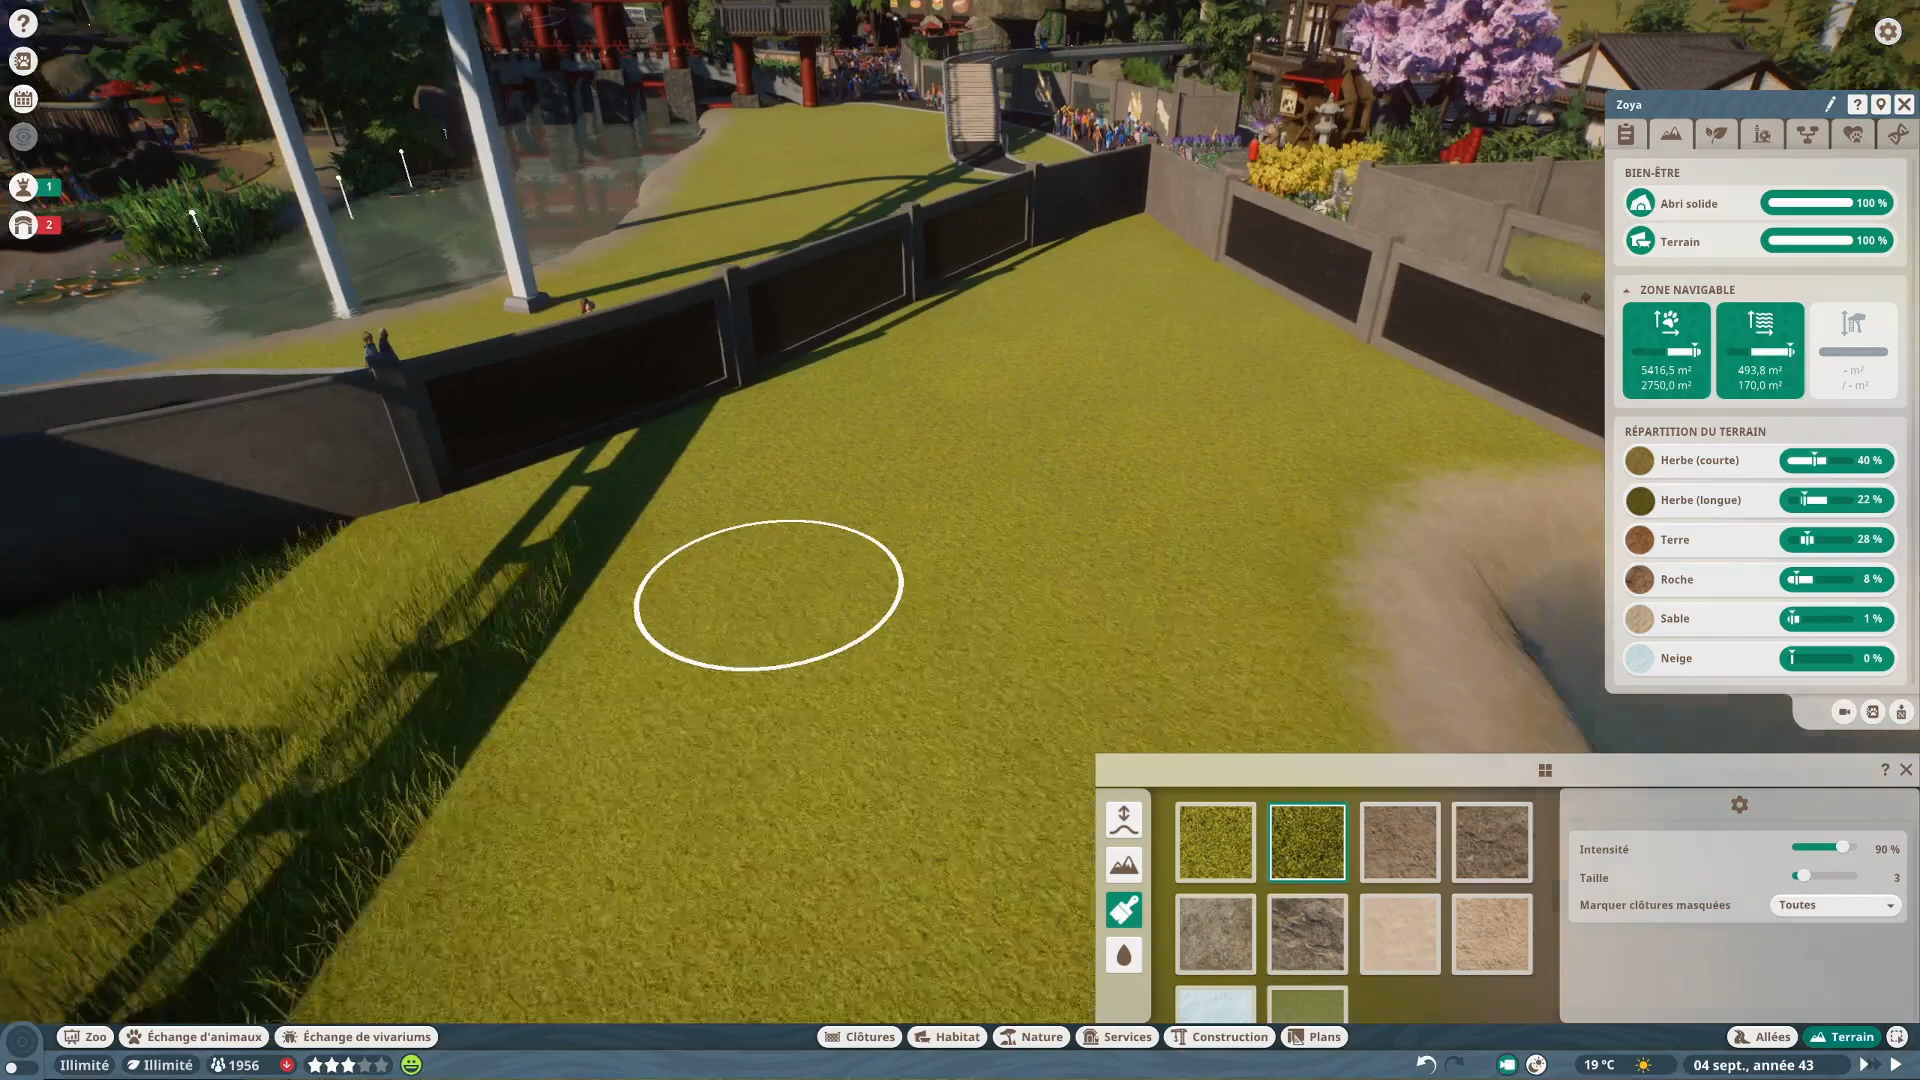 ?
1
2
Zoya
?
BIEN-ÊTRE
Abri solide 100 %
Terrain 100 %
ZONE NAVIGABLE
5416,5 m² 493,8 m² - m²
2750,0 m² 170,0 m² / - m²
RÉPARTITION DU TERRAIN
Herbe (courte) 40 %
Herbe (longue) 22 %
Terre 28 %
Roche 8 %
Sable 1 %
Neige 0 %
?
Intensité 90 %
Taille 3
Marquer clôtures masquées Toutes
Zoo Échange d'animaux Échange de vivariums Clôtures Habitat Nature Services Construction Plans Allées Terrain
Illimité Illimité 1956 19 °C 04 sept., année 43